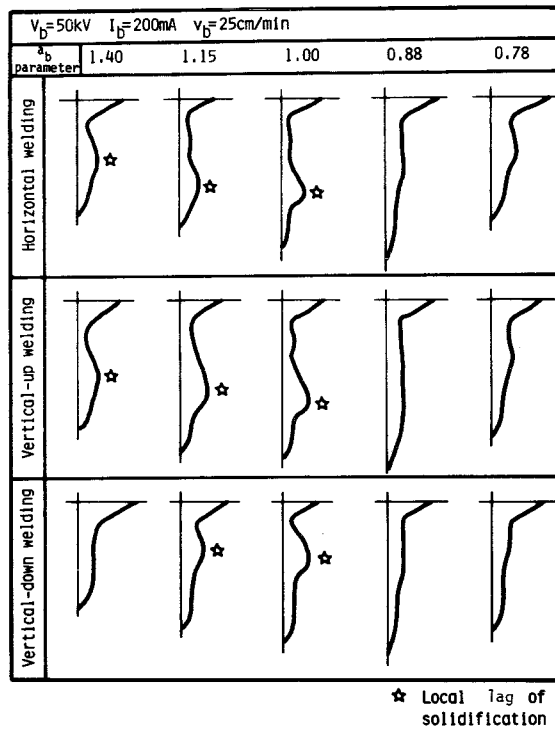 V_b=50kV I_b=200mA v_b=25cm/min
a_b parameter 1.40 1.15 1.00 0.88 0.78
Horizontal welding
Vertical-up welding
Vertical-down welding
☆ Local lag of
solidification